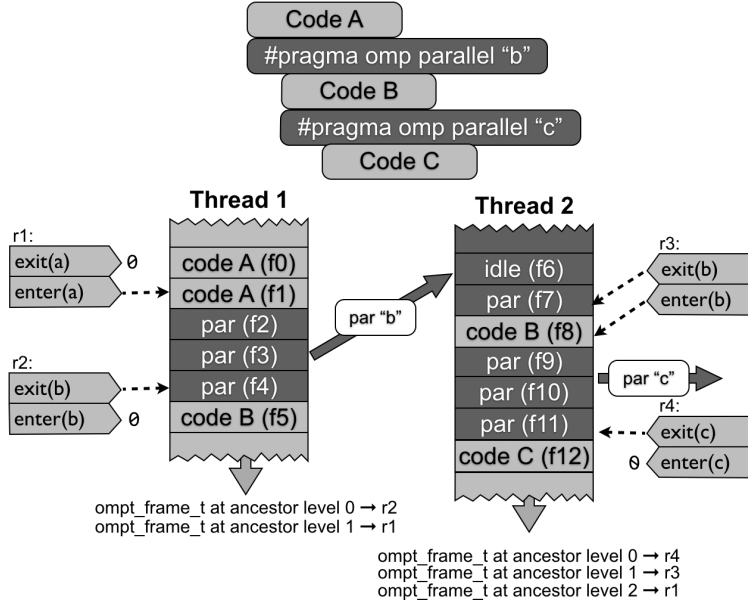 Code A
#pragma omp parallel “b”
Code B
#pragma omp parallel “c”
Code C
Thread 1
r1:
exit(a) 0
enter(a)
code A (f0)
code A (f1)
par (f2)
par (f3)
par (f4)
code B (f5)
r2:
exit(b)
enter(b) 0
ompt_frame_t at ancestor level 0 → r2
ompt_frame_t at ancestor level 1 → r1
par “b”
Thread 2
idle (f6)
par (f7)
code B (f8)
par (f9)
par (f10)
par (f11)
code C (f12)
r3:
exit(b)
enter(b)
par “c”
r4:
exit(c)
0 enter(c)
ompt_frame_t at ancestor level 0 → r4
ompt_frame_t at ancestor level 1 → r3
ompt_frame_t at ancestor level 2 → r1